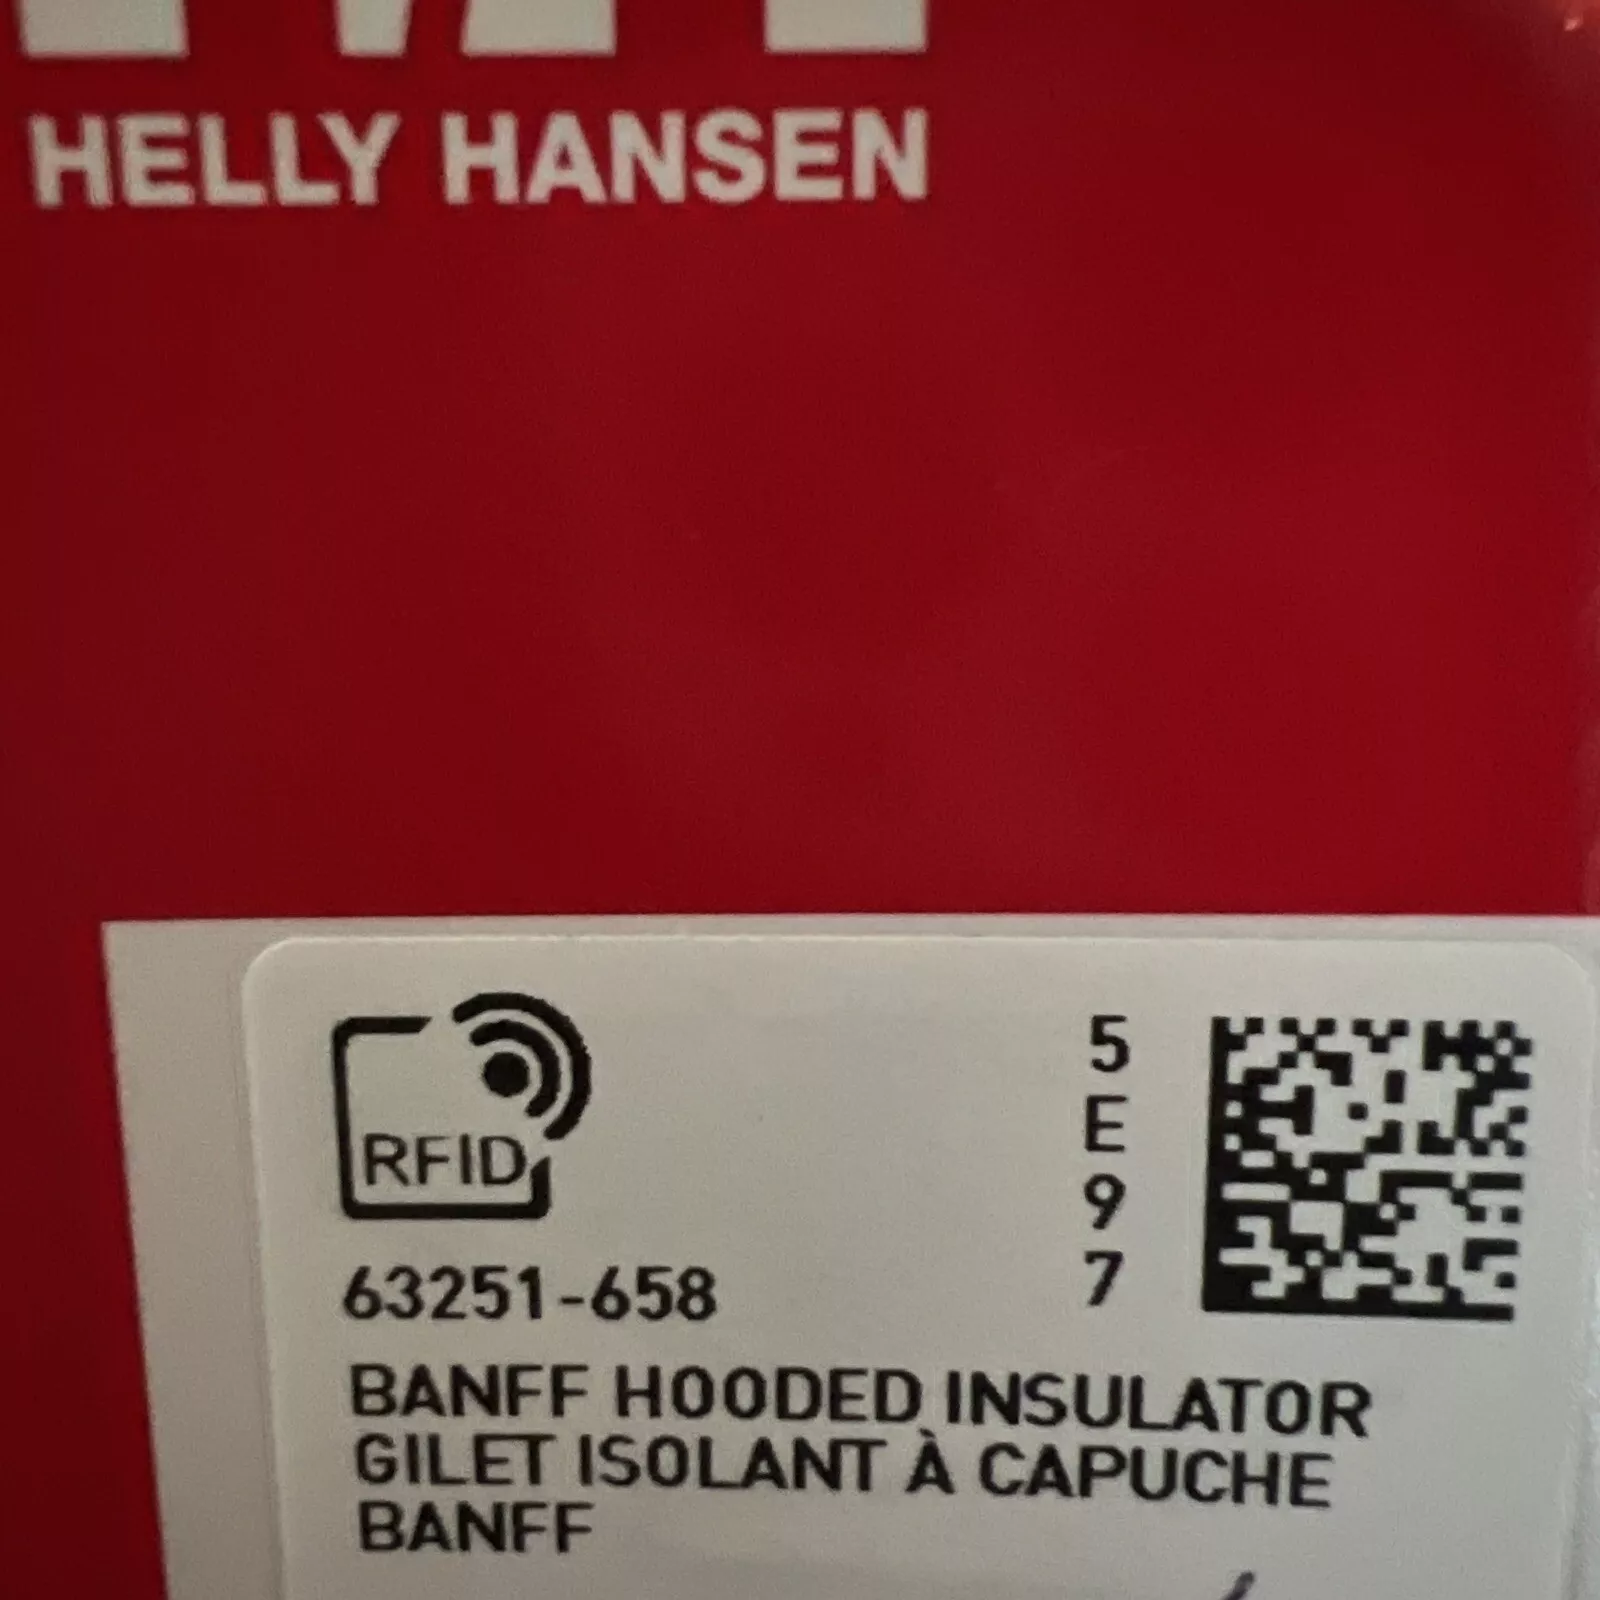 HELLY HANSEN
5
E
9
7
RFID
63251-658
BANFF HOODED INSULATOR
GILET ISOLANT À CAPUCHE
BANFF